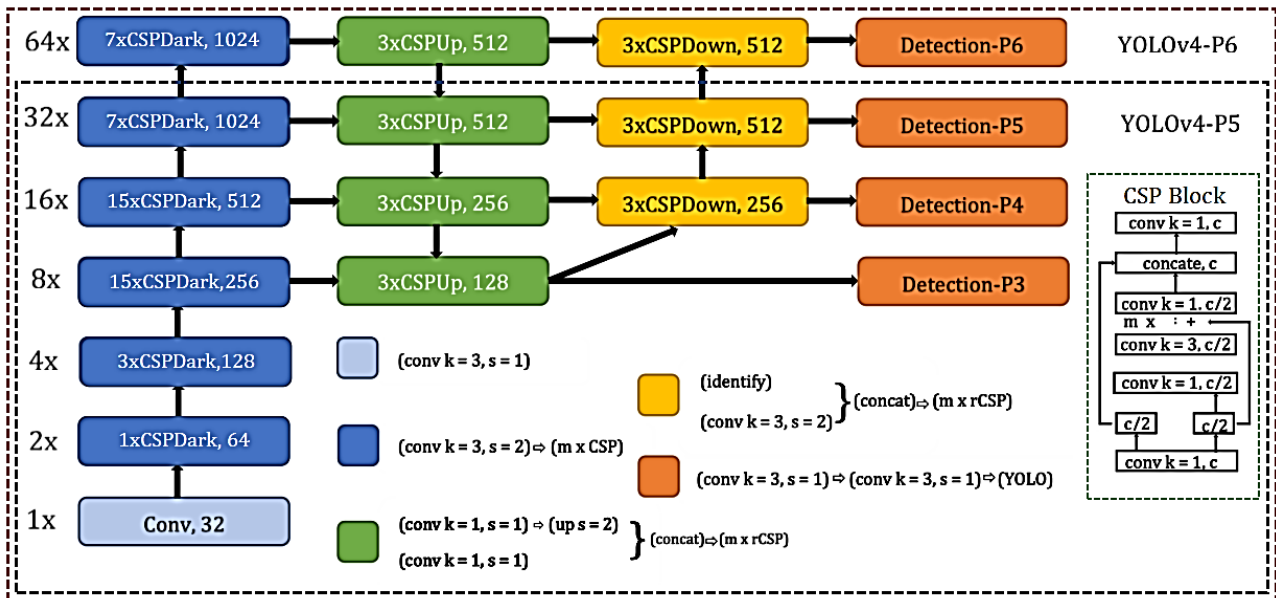 64x 7xCSPDark, 1024 3xCSPUp, 512 3xCSPDown, 512 Detection-P6 YOLOv4-P6
32x 7xCSPDark, 1024 3xCSPUp, 512 3xCSPDown, 512 Detection-P5 YOLOv4-P5
16x 15xCSPDark, 512 3xCSPUp, 256 3xCSPDown, 256 Detection-P4
8x 15xCSPDark,256 3xCSPUp, 128 Detection-P3
4x 3xCSPDark,128
2x 1xCSPDark, 64
1x Conv, 32
(conv k = 3, s = 1)
(conv k = 3, s = 2)⇨ (m x CSP)
(conv k = 1, s = 1) ⇨ (up s = 2)
(conv k = 1, s = 1)
} (concat)⇨ (m x rCSP)
(identify)
(conv k = 3, s = 2)
} (concat)⇨ (m x rCSP)
(conv k = 3, s = 1) ⇨ (conv k = 3, s = 1) ⇨ (YOLO)
CSP Block
conv k = 1, c
concate, c
conv k = 1. c/2
m x : +
conv k = 3, c/2
conv k = 1, c/2
c/2 c/2
conv k = 1, c